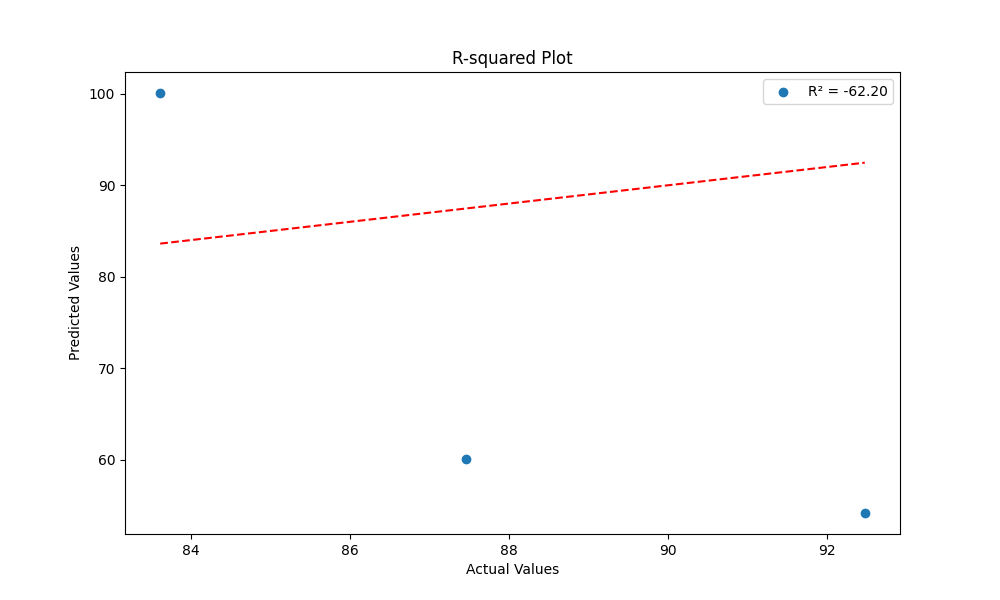 R-squared Plot
R² = -62.20
100
90
80
70
60
Predicted Values
84
86
88
90
92
Actual Values